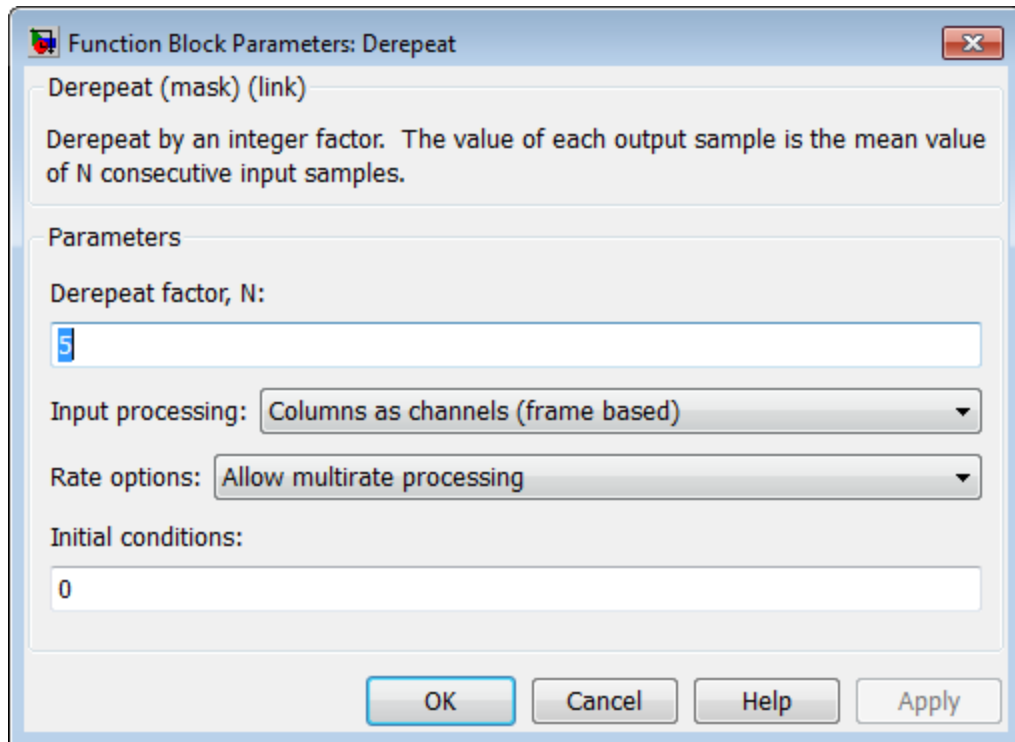 Function Block Parameters: Derepeat
Derepeat (mask) (link)
Derepeat by an integer factor.  The value of each output sample is the mean value
of N consecutive input samples.
Parameters
Derepeat factor, N:
5
Input processing: Columns as channels (frame based)
Rate options: Allow multirate processing
Initial conditions:
0
OK Cancel Help Apply